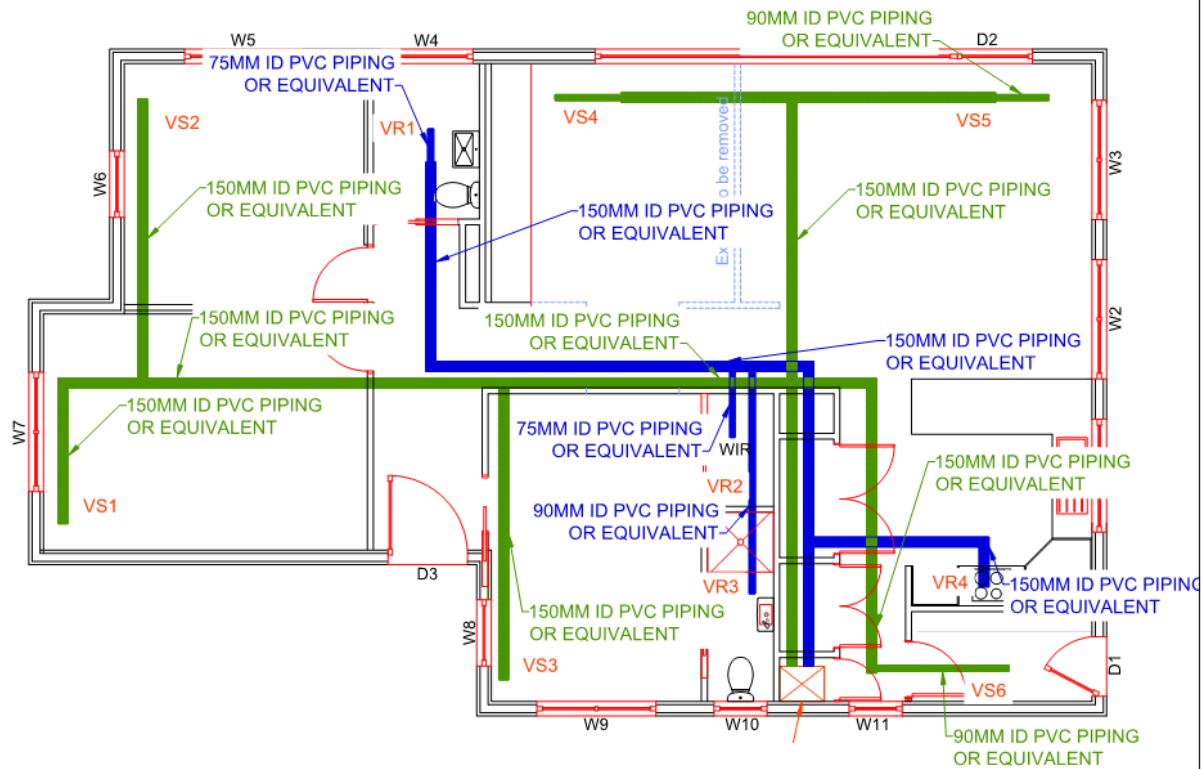 90MM ID PVC PIPING
OR EQUIVALENT
W5
W4
D2
75MM ID PVC PIPING
OR EQUIVALENT
VS2
VR1
VS4
VS5
W6
W3
150MM ID PVC PIPING
OR EQUIVALENT
150MM ID PVC PIPING
OR EQUIVALENT
150MM ID PVC PIPING
OR EQUIVALENT
Ex
o be removed
150MM ID PVC PIPING
OR EQUIVALENT
150MM ID PVC PIPING
OR EQUIVALENT
W2
150MM ID PVC PIPING
OR EQUIVALENT
W7
150MM ID PVC PIPING
OR EQUIVALENT
75MM ID PVC PIPING
OR EQUIVALENT
WIR
150MM ID PVC PIPING
OR EQUIVALENT
VS1
VR2
90MM ID PVC PIPING
OR EQUIVALENT
D3
VR3
VR4
150MM ID PVC PIPING
OR EQUIVALENT
150MM ID PVC PIPING
OR EQUIVALENT
W8
VS3
VS6
D1
W9
W10
W11
90MM ID PVC PIPING
OR EQUIVALENT